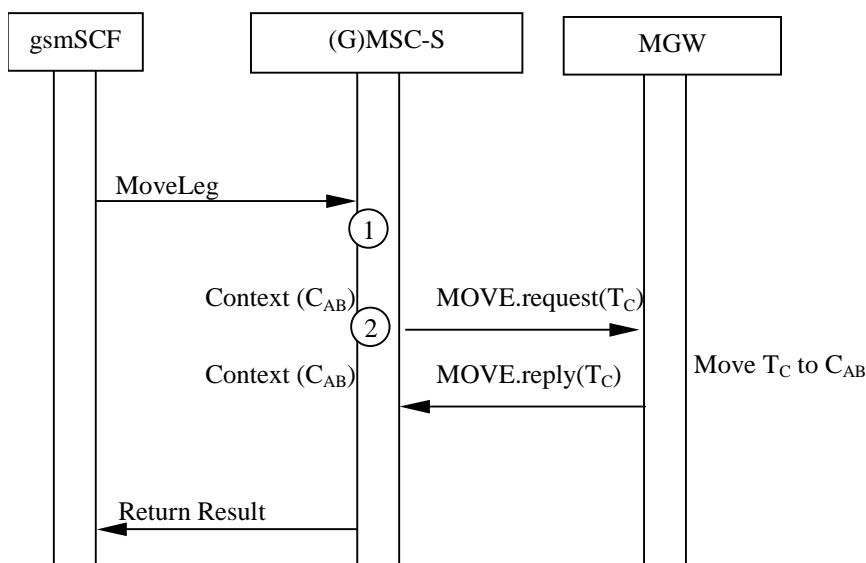 gsmSCF
(G)MSC-S
MGW
MoveLeg
1
Context (C_AB)
MOVE.request(T_C)
2
Context (C_AB)
MOVE.reply(T_C)
Move T_C to C_AB
Return Result